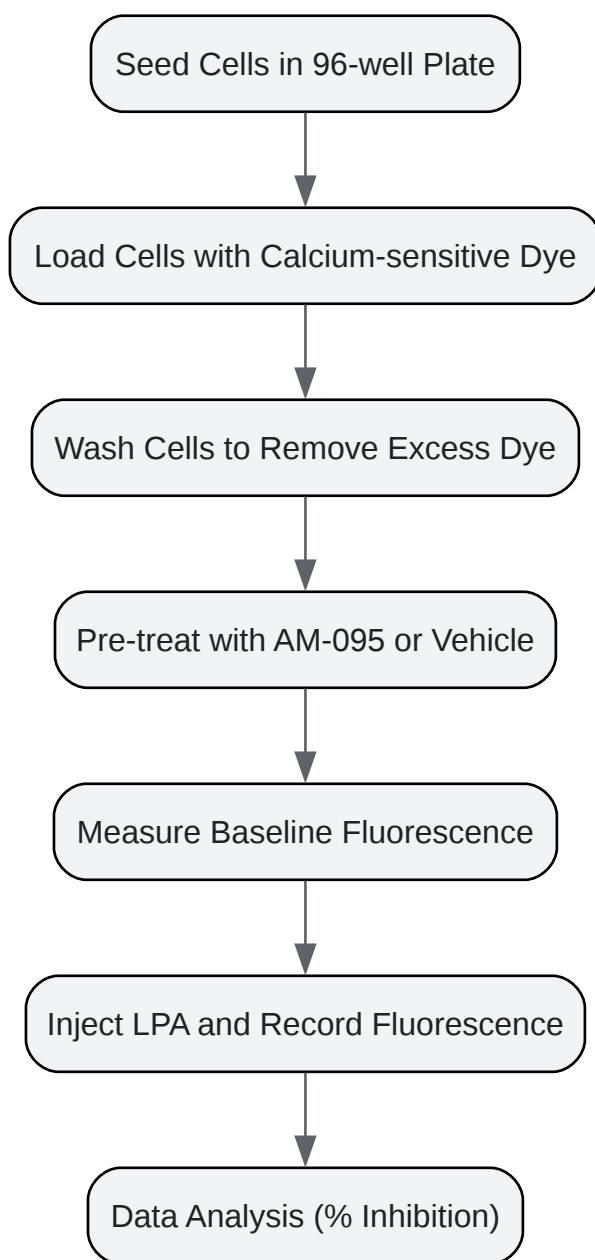 Seed Cells in 96-well Plate
Load Cells with Calcium-sensitive Dye
Wash Cells to Remove Excess Dye
Pre-treat with AM-095 or Vehicle
Measure Baseline Fluorescence
Inject LPA and Record Fluorescence
Data Analysis (% Inhibition)